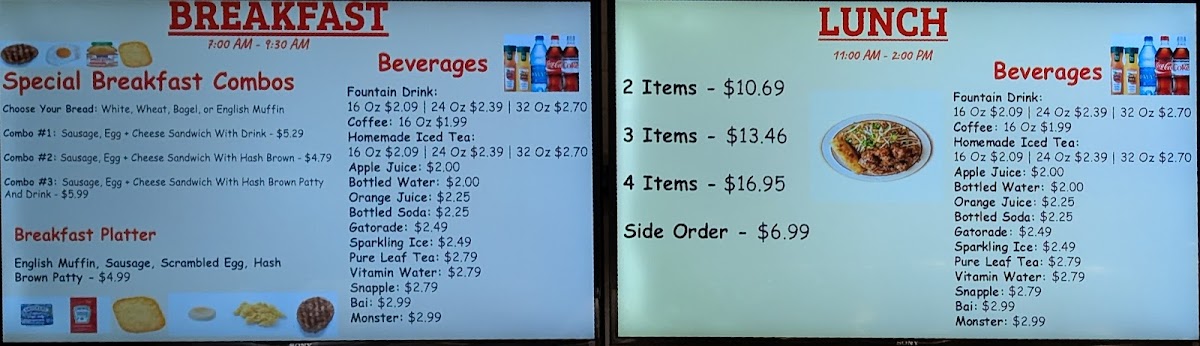 BREAKFAST
7:00 AM - 9:30 AM
Special Breakfast Combos
Choose Your Bread: White, Wheat, Bagel, or English Muffin
Combo #1: Sausage, Egg + Cheese Sandwich With Drink - $5.29
Combo #2: Sausage, Egg + Cheese Sandwich With Hash Brown - $4.79
Combo #3: Sausage, Egg + Cheese Sandwich With Hash Brown Patty
And Drink - $5.99
Breakfast Platter
English Muffin, Sausage, Scrambled Egg, Hash
Brown Patty - $4.99
Beverages
Fountain Drink:
16 Oz $2.09 | 24 Oz $2.39 | 32 Oz $2.70
Coffee: 16 Oz $1.99
Homemade Iced Tea:
16 Oz $2.09 | 24 Oz $2.39 | 32 Oz $2.70
Apple Juice: $2.00
Bottled Water: $2.00
Orange Juice: $2.25
Bottled Soda: $2.25
Gatorade: $2.49
Sparkling Ice: $2.49
Pure Leaf Tea: $2.79
Vitamin Water: $2.79
Snapple: $2.79
Bai: $2.99
Monster: $2.99
SONY
LUNCH
11:00 AM - 2:00 PM
2 Items - $10.69
3 Items - $13.46
4 Items - $16.95
Side Order - $6.99
Beverages
Fountain Drink:
16 Oz $2.09 | 24 Oz $2.39 | 32 Oz $2.70
Coffee: 16 Oz $1.99
Homemade Iced Tea:
16 Oz $2.09 | 24 Oz $2.39 | 32 Oz $2.70
Apple Juice: $2.00
Bottled Water: $2.00
Orange Juice: $2.25
Bottled Soda: $2.25
Gatorade: $2.49
Sparkling Ice: $2.49
Pure Leaf Tea: $2.79
Vitamin Water: $2.79
Snapple: $2.79
Bai: $2.99
Monster: $2.99
SONY